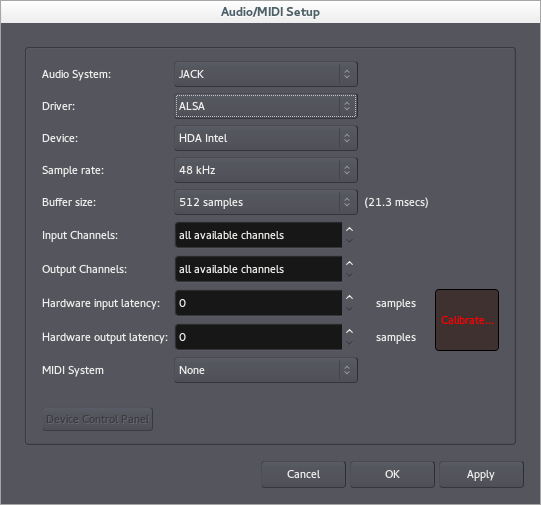 Audio/MIDI Setup
Audio System: JACK
Driver: ALSA
Device: HDA Intel
Sample rate: 48 kHz
Buffer size: 512 samples (21.3 msecs)
Input Channels: all available channels
Output Channels: all available channels
Hardware input latency: 0 samples
Calibrate...
Hardware output latency: 0 samples
MIDI System None
Device Control Panel
Cancel OK Apply